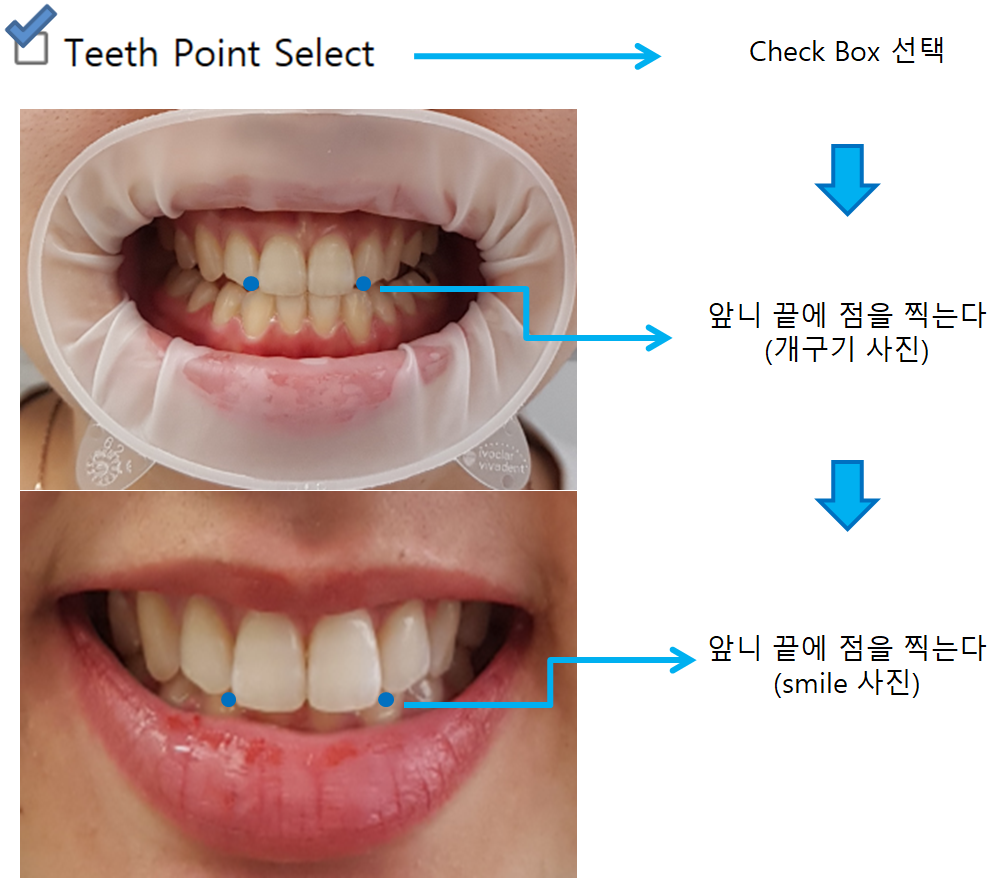 Teeth Point Select
Check Box 선택
앞니 끝에 점을 찍는다
(개구기 사진)
ivoclar
vivadent
앞니 끝에 점을 찍는다
(smile 사진)